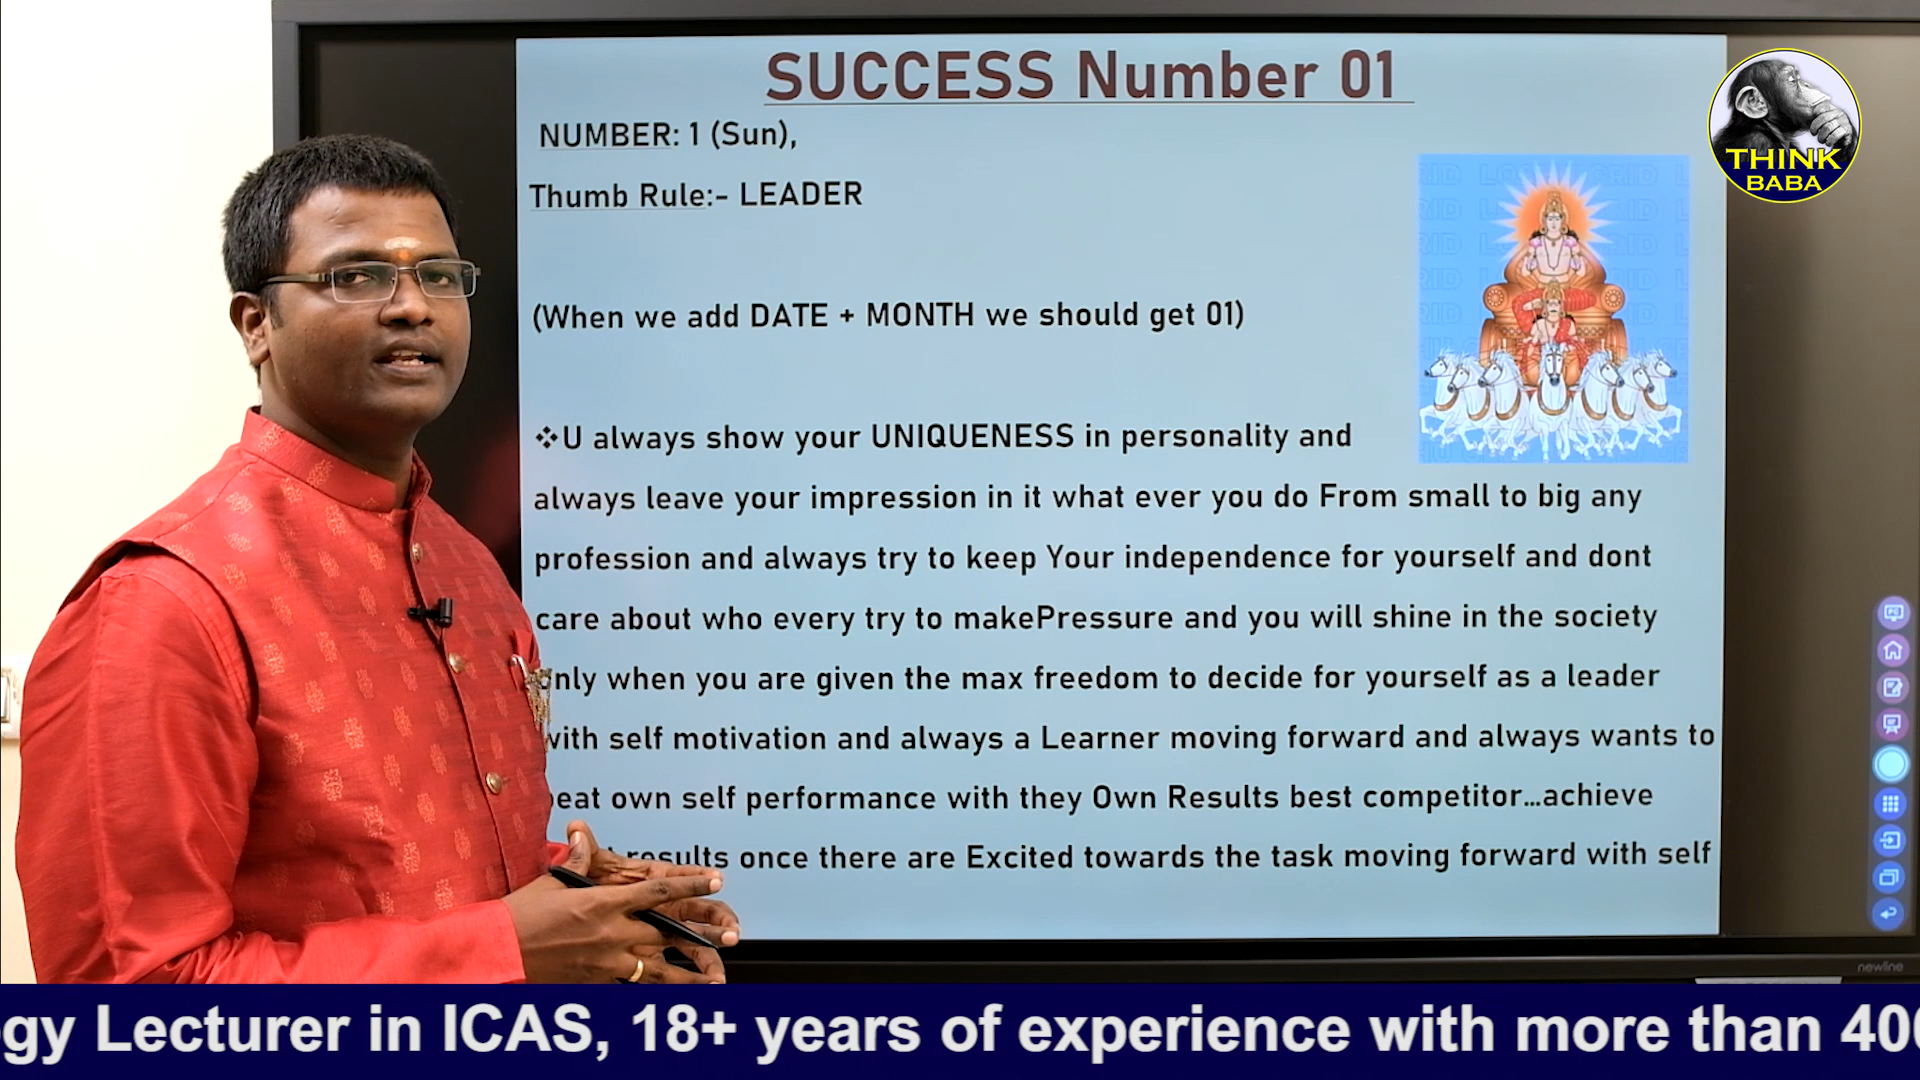 SUCCESS Number 01
NUMBER: 1 (Sun),
Thumb Rule:- LEADER
(When we add DATE + MONTH we should get 01)
❖U always show your UNIQUENESS in personality and
always leave your impression in it what ever you do From small to big any
profession and always try to keep Your independence for yourself and dont
care about who every try to makePressure and you will shine in the society
when you are given the max freedom to decide for yourself as a leader
self motivation and always a Learner moving forward and always wants to
own self performance with they Own Results best competitor...achieve
results once there are Excited towards the task moving forward with self
THINK
BABA
newline
gy Lecturer in ICAS, 18+ years of experience with more than 400